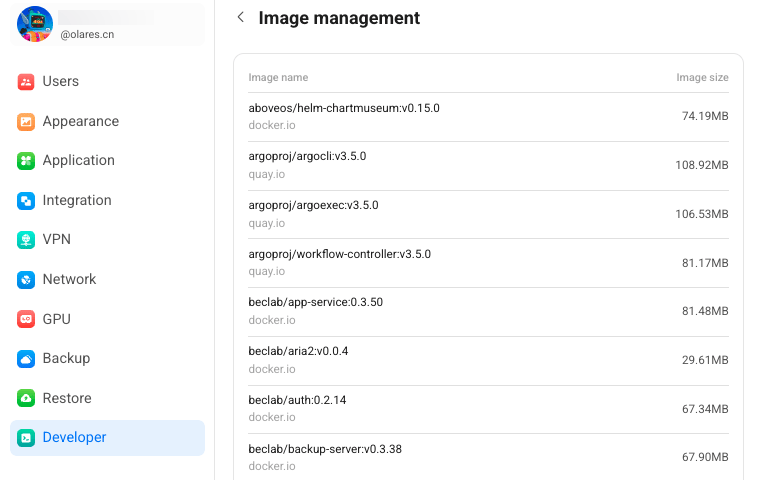 @olares.cn
Users
Appearance
Application
Integration
VPN
Network
GPU
Backup
Restore
Developer
Image management
Image name Image size
aboveos/helm-chartmuseum:v0.15.0
docker.io
74.19MB
argoproj/argocli:v3.5.0
quay.io
108.92MB
argoproj/argoexec:v3.5.0
quay.io
106.53MB
argoproj/workflow-controller:v3.5.0
quay.io
81.17MB
beclab/app-service:0.3.50
docker.io
81.48MB
beclab/aria2:v0.0.4
docker.io
29.61MB
beclab/auth:0.2.14
docker.io
67.34MB
beclab/backup-server:v0.3.38
docker.io
67.90MB